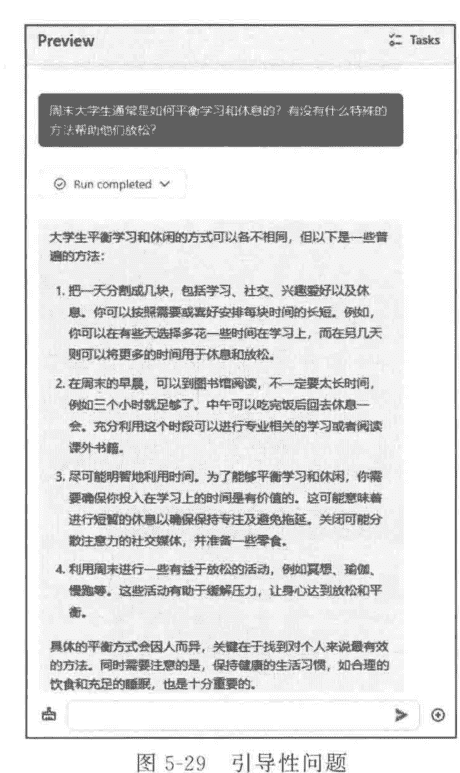 Preview
Tasks
周末大学生通常是如何平衡学习和休息的？有没有什么特殊的
方法帮助他们放松？
Run completed
大学生平衡学习和休闲的方式可以各不相同，但以下是一些普
遍的方法：
1. 把一天分割成几块，包括学习、社交、兴趣爱好以及休
息。你可以按照需要或喜好安排每块时间的长短。例如，
你可以在有些天选择多花一些时间在学习上，而在另几天
则可以将更多的时间用于休息和放松。
2. 在周末的早晨，可以到图书馆阅读，不一定要太长时间，
例如三个小时就足够了。中午可以吃完饭后回去休息一
会。充分利用这个时段可以进行专业相关的学习或者阅读
课外书籍。
3. 尽可能明智地利用时间。为了能够平衡学习和休闲，你需
要确保你投入在学习上的时间是有价值的。这可能意味着
进行短暂的休息以确保保持专注及避免拖延。关闭可能分
散注意力的社交媒体，并准备一些零食。
4. 利用周末进行一些有益于放松的活动，例如冥想、瑜伽、
慢跑等。这些活动有助于缓解压力，让身心达到放松和平
衡。
具体的平衡方式会因人而异，关键在于找到对个人来说最有效
的方法。同时需要注意的是，保持健康的生活习惯，如合理的
饮食和充足的睡眠，也是十分重要的。
图 5-29 引导性问题